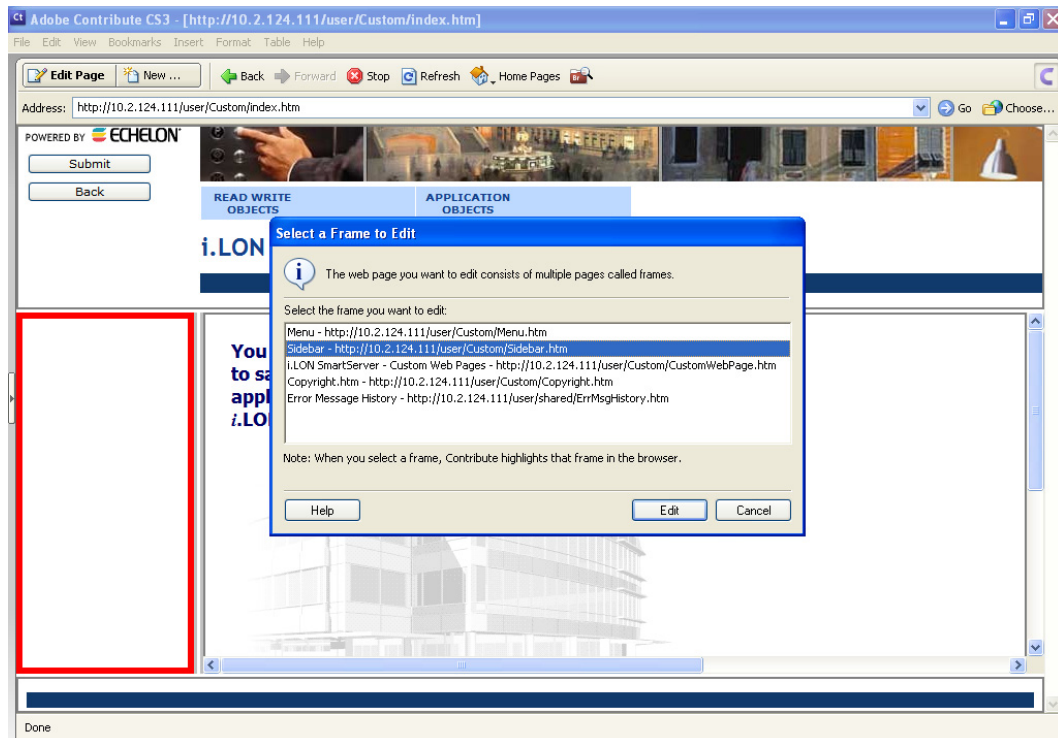 Adobe Contribute CS3 - [http://10.2.124.111/user/Custom/index.htm]
File Edit View Bookmarks Insert Format Table Help
Edit Page New ... Back Forward Stop Refresh Home Pages
Address: http://10.2.124.111/user/Custom/index.htm Go Choose...
POWERED BY ECHELON
Submit
Back
READ WRITE OBJECTS
APPLICATION OBJECTS
i.LON
Select a Frame to Edit
The web page you want to edit consists of multiple pages called frames.
Select the frame you want to edit:
Menu - http://10.2.124.111/user/Custom/Menu.htm
Sidebar - http://10.2.124.111/user/Custom/Sidebar.htm
i.LON SmartServer - Custom Web Pages - http://10.2.124.111/user/Custom/CustomWebPage.htm
Copyright.htm - http://10.2.124.111/user/Custom/Copyright.htm
Error Message History - http://10.2.124.111/user/shared/ErrMsgHistory.htm
Note: When you select a frame, Contribute highlights that frame in the browser.
Help Edit Cancel
You
to sa
appl
i.LO
Done